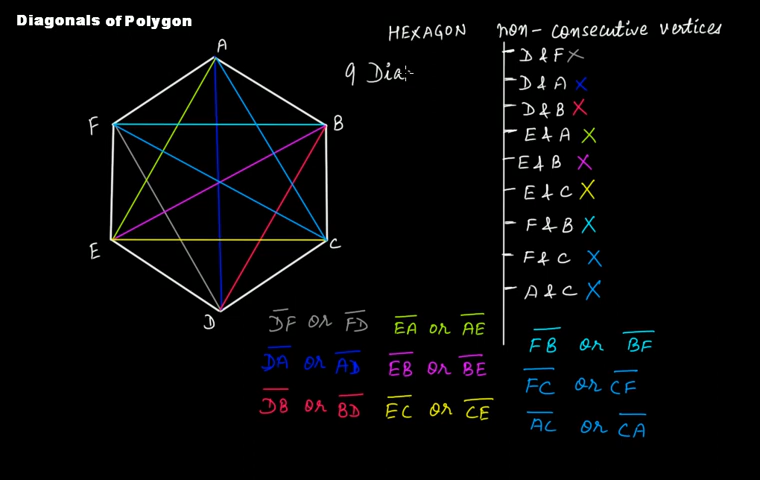 Diagonals of Polygon
HEXAGON non-consecutive vertices
9 Dia
A
B
C
D
E
F
D & F X
D & A X
D & B X
E & A X
E & B X
E & C X
F & B X
F & C X
A & C X
DF or FD
DA or AD
DB or BD
EA or AE
EB or BE
EC or CE
FB or BF
FC or CF
AC or CA